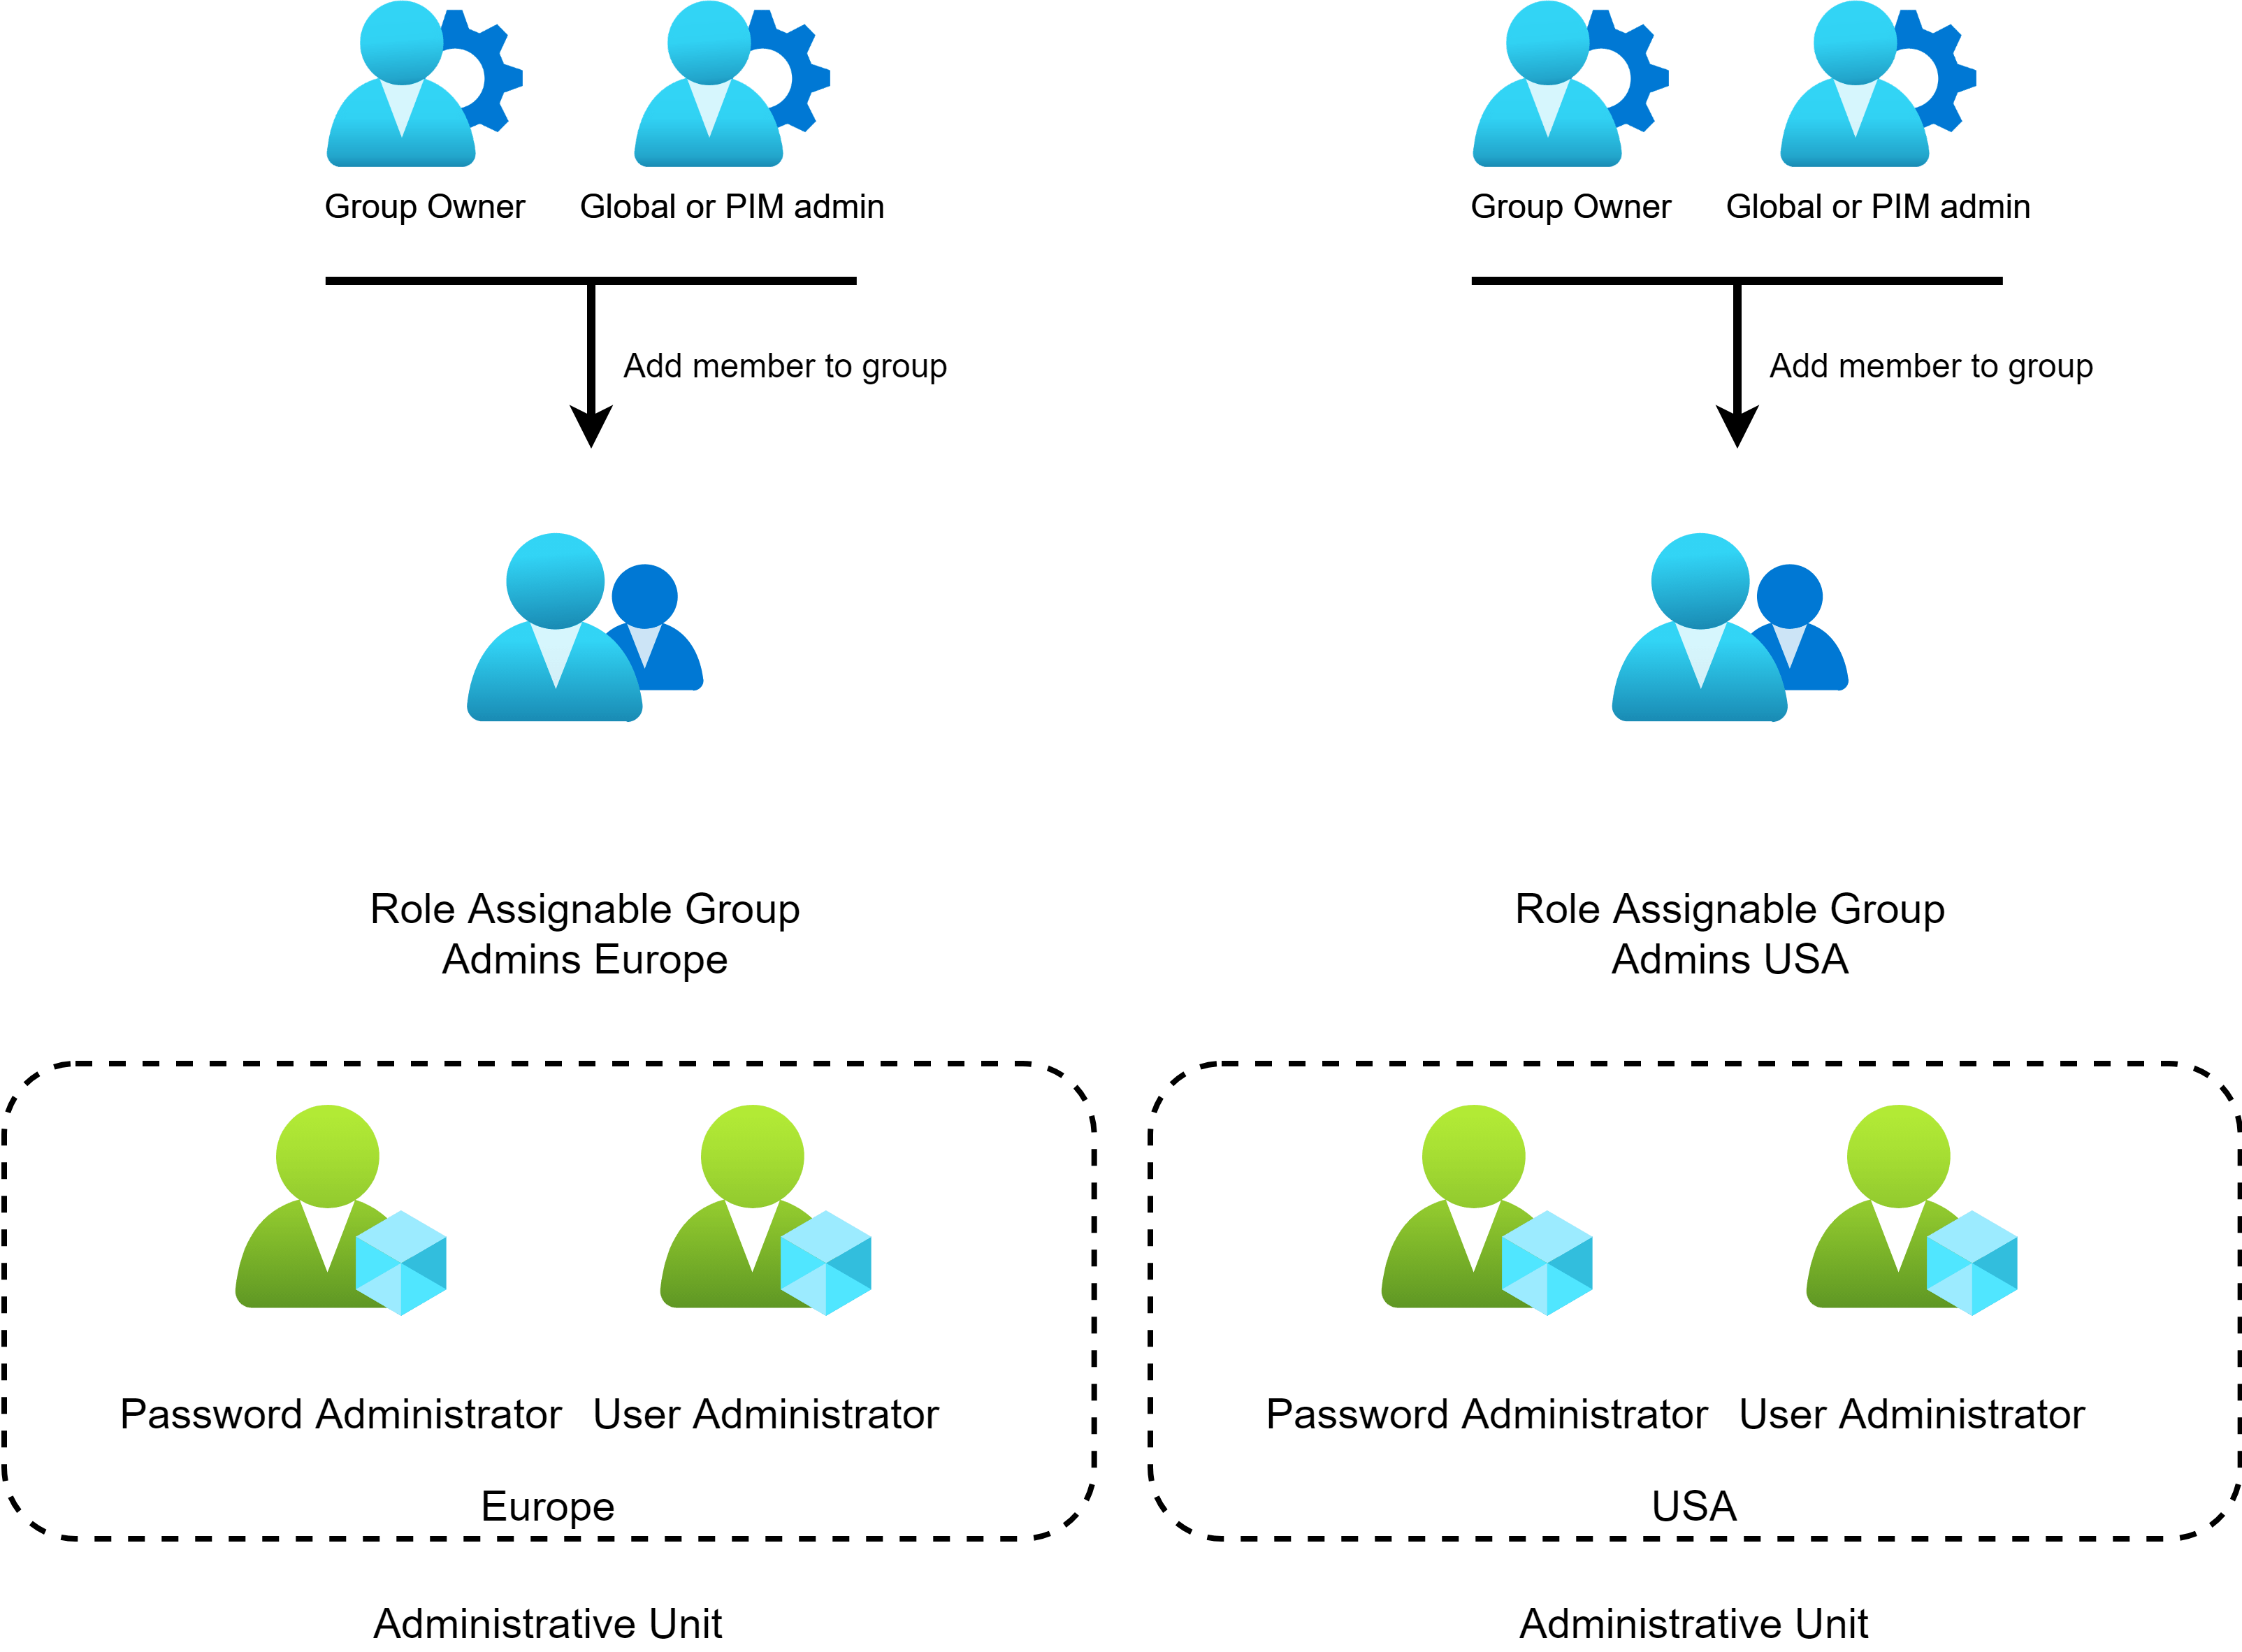 Group Owner
Global or PIM admin
Add member to group
Role Assignable Group
Admins Europe
Password Administrator
User Administrator
Europe
Administrative Unit
Group Owner
Global or PIM admin
Add member to group
Role Assignable Group
Admins USA
Password Administrator
User Administrator
USA
Administrative Unit